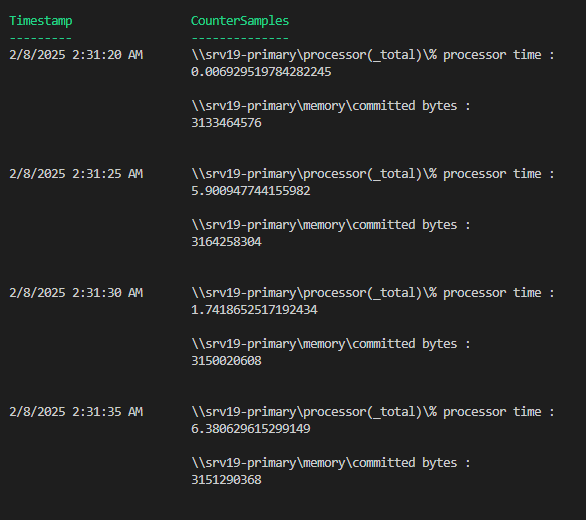 Timestamp CounterSamples
--------- --------------
2/8/2025 2:31:20 AM \\srv19-primary\processor(_total)\% processor time :
0.006929519784282245
\\srv19-primary\memory\committed bytes :
3133464576
2/8/2025 2:31:25 AM \\srv19-primary\processor(_total)\% processor time :
5.900947744155982
\\srv19-primary\memory\committed bytes :
3164258304
2/8/2025 2:31:30 AM \\srv19-primary\processor(_total)\% processor time :
1.7418652517192434
\\srv19-primary\memory\committed bytes :
3150020608
2/8/2025 2:31:35 AM \\srv19-primary\processor(_total)\% processor time :
6.380629615299149
\\srv19-primary\memory\committed bytes :
3151290368